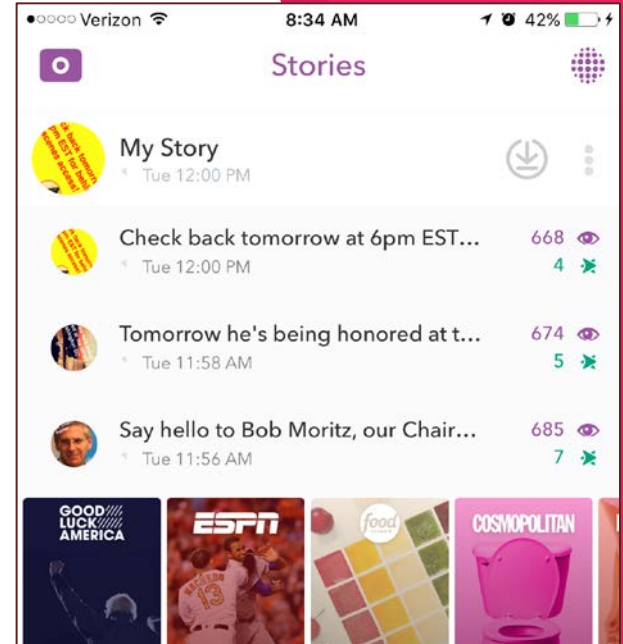 Verizon 8:34 AM 42%
Stories
My Story
Tue 12:00 PM
Check back tomorrow at 6pm EST... 668
Tue 12:00 PM 4
Tomorrow he's being honored at t... 674
Tue 11:58 AM 5
Say hello to Bob Moritz, our Chair... 685
Tue 11:56 AM 7
GOOD LUCK AMERICA
ESPN
food
COSMOPOLITAN
MACHADO
13